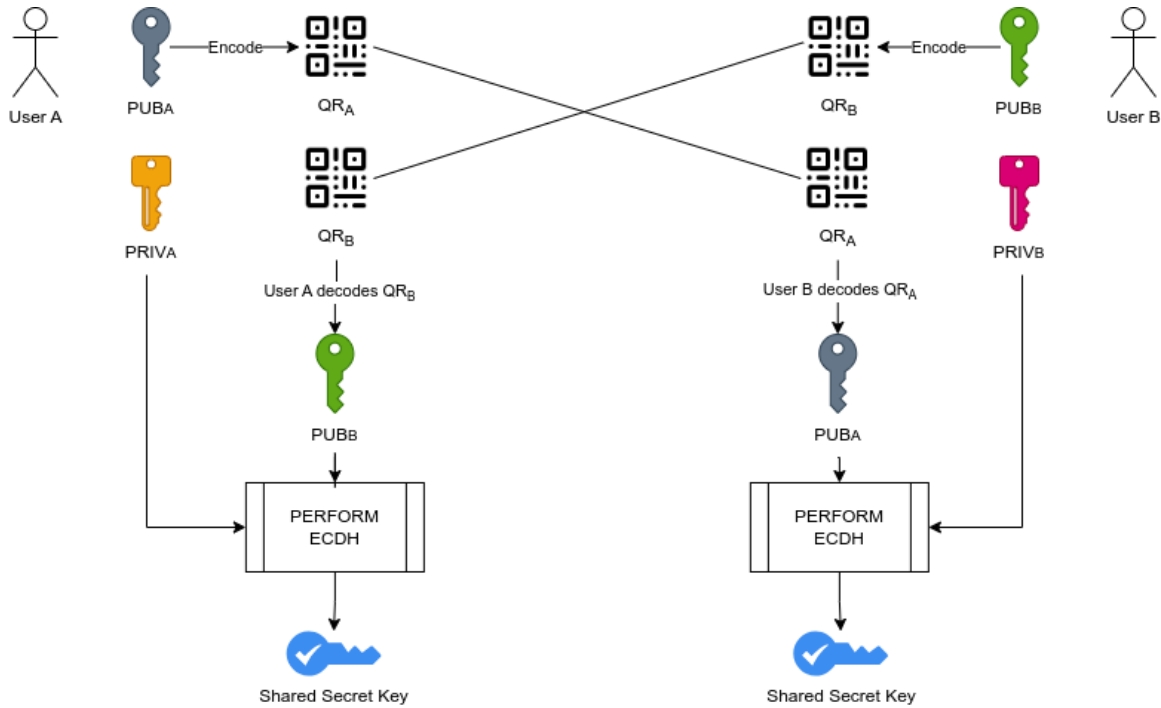 Encode
Encode
User A
PUBA
QRA
QRB
PUBB
User B
PRIVA
QRB
QRA
PRIVB
User A decodes QRB
User B decodes QRA
PUBB
PUBA
PERFORM
ECDH
PERFORM
ECDH
Shared Secret Key
Shared Secret Key